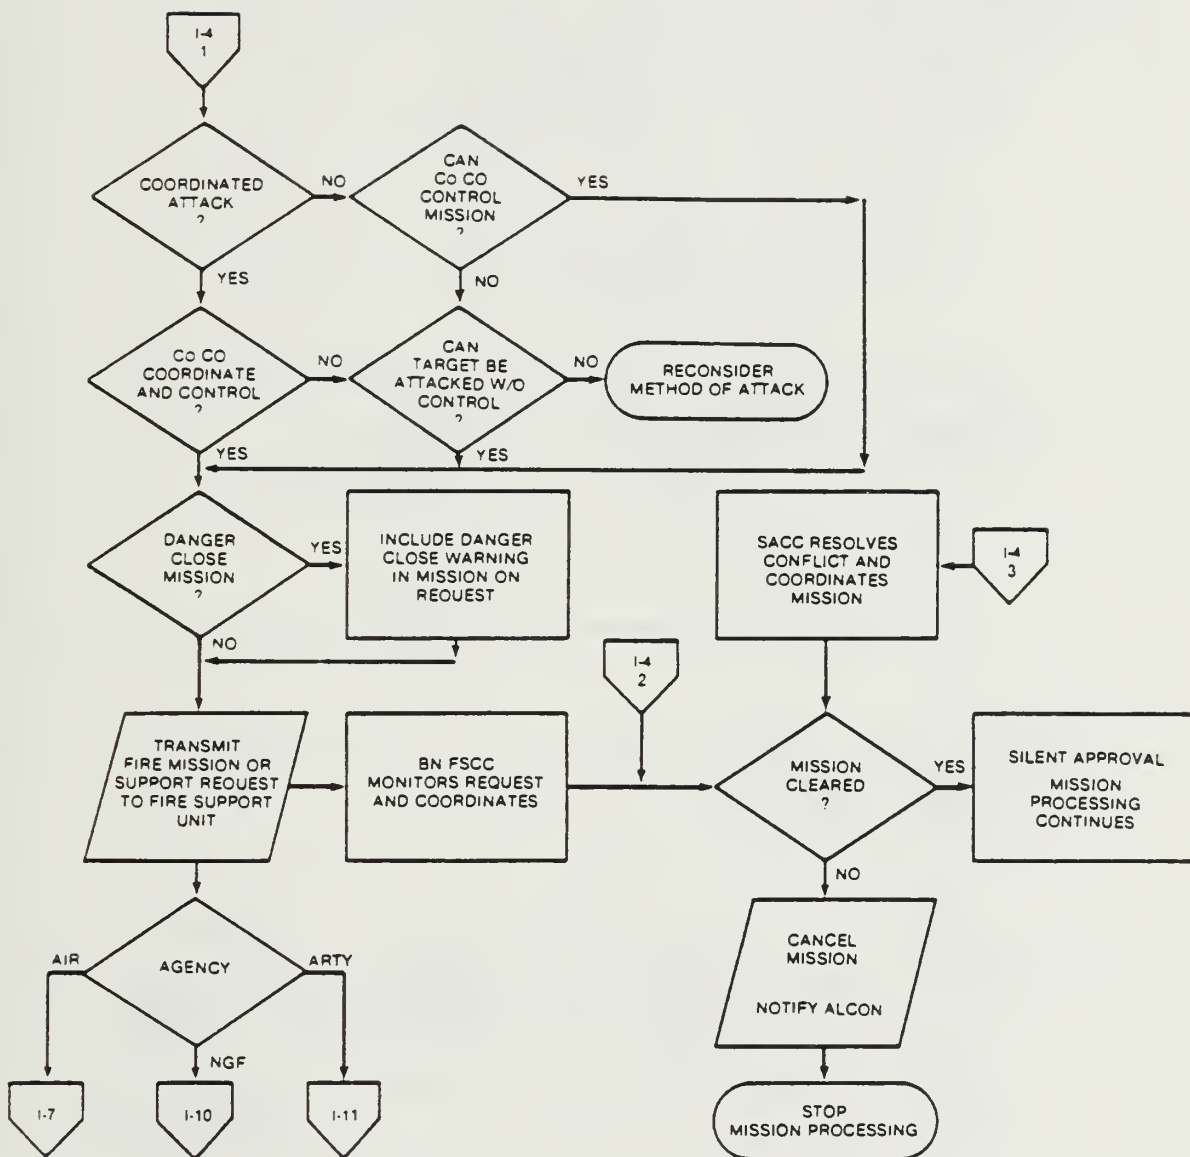 I-4
1
COORDINATED
ATTACK
?
NO
CAN
Co CO
CONTROL
MISSION
?
YES
YES
NO
Co CO
COORDINATE
AND CONTROL
?
NO
CAN
TARGET BE
ATTACKED W/O
CONTROL
?
NO
RECONSIDER
METHOD OF ATTACK
YES
YES
DANGER
CLOSE
MISSION
?
YES
INCLUDE DANGER
CLOSE WARNING
IN MISSION ON
REQUEST
SACC RESOLVES
CONFLICT AND
COORDINATES
MISSION
I-4
3
NO
I-4
2
TRANSMIT
FIRE MISSION OR
SUPPORT REQUEST
TO FIRE SUPPORT
UNIT
BN FSCC
MONITORS REQUEST
AND COORDINATES
MISSION
CLEARED
?
YES
SILENT APPROVAL
MISSION
PROCESSING
CONTINUES
NO
AIR
AGENCY
ARTY
NGF
CANCEL
MISSION
NOTIFY ALCON
I-7
I-10
I-11
STOP
MISSION PROCESSING